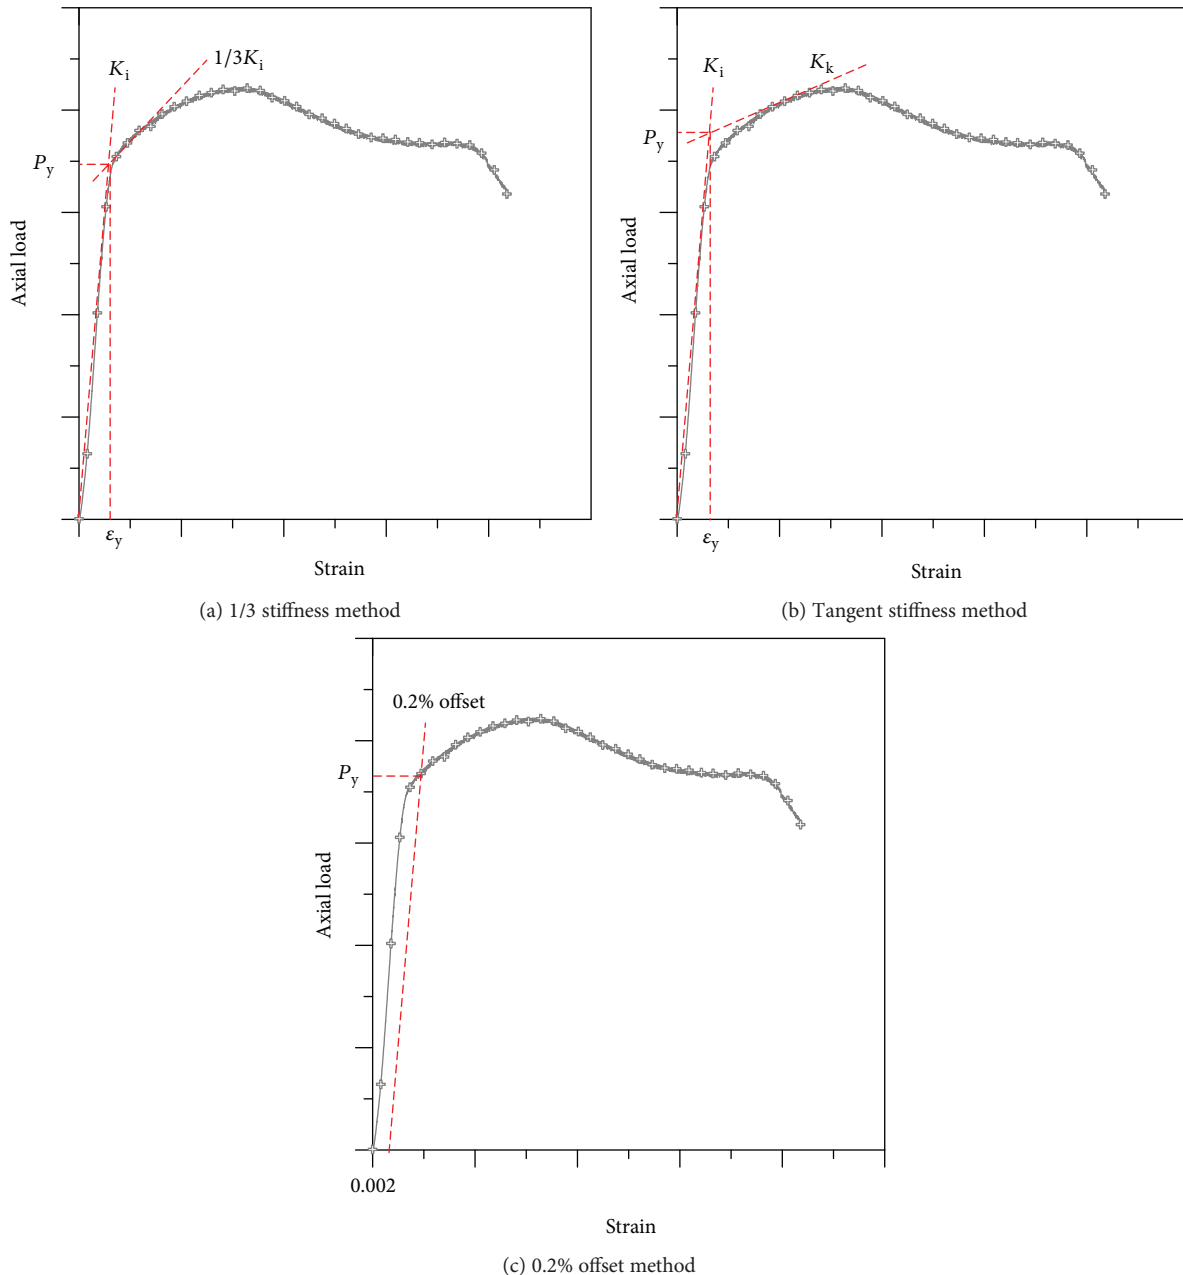 K_i
1/3K_i
P_y
Axial load
ε_y
Strain
(a) 1/3 stiffness method
K_i
K_k
P_y
Axial load
ε_y
Strain
(b) Tangent stiffness method
0.2% offset
P_y
Axial load
0.002
Strain
(c) 0.2% offset method